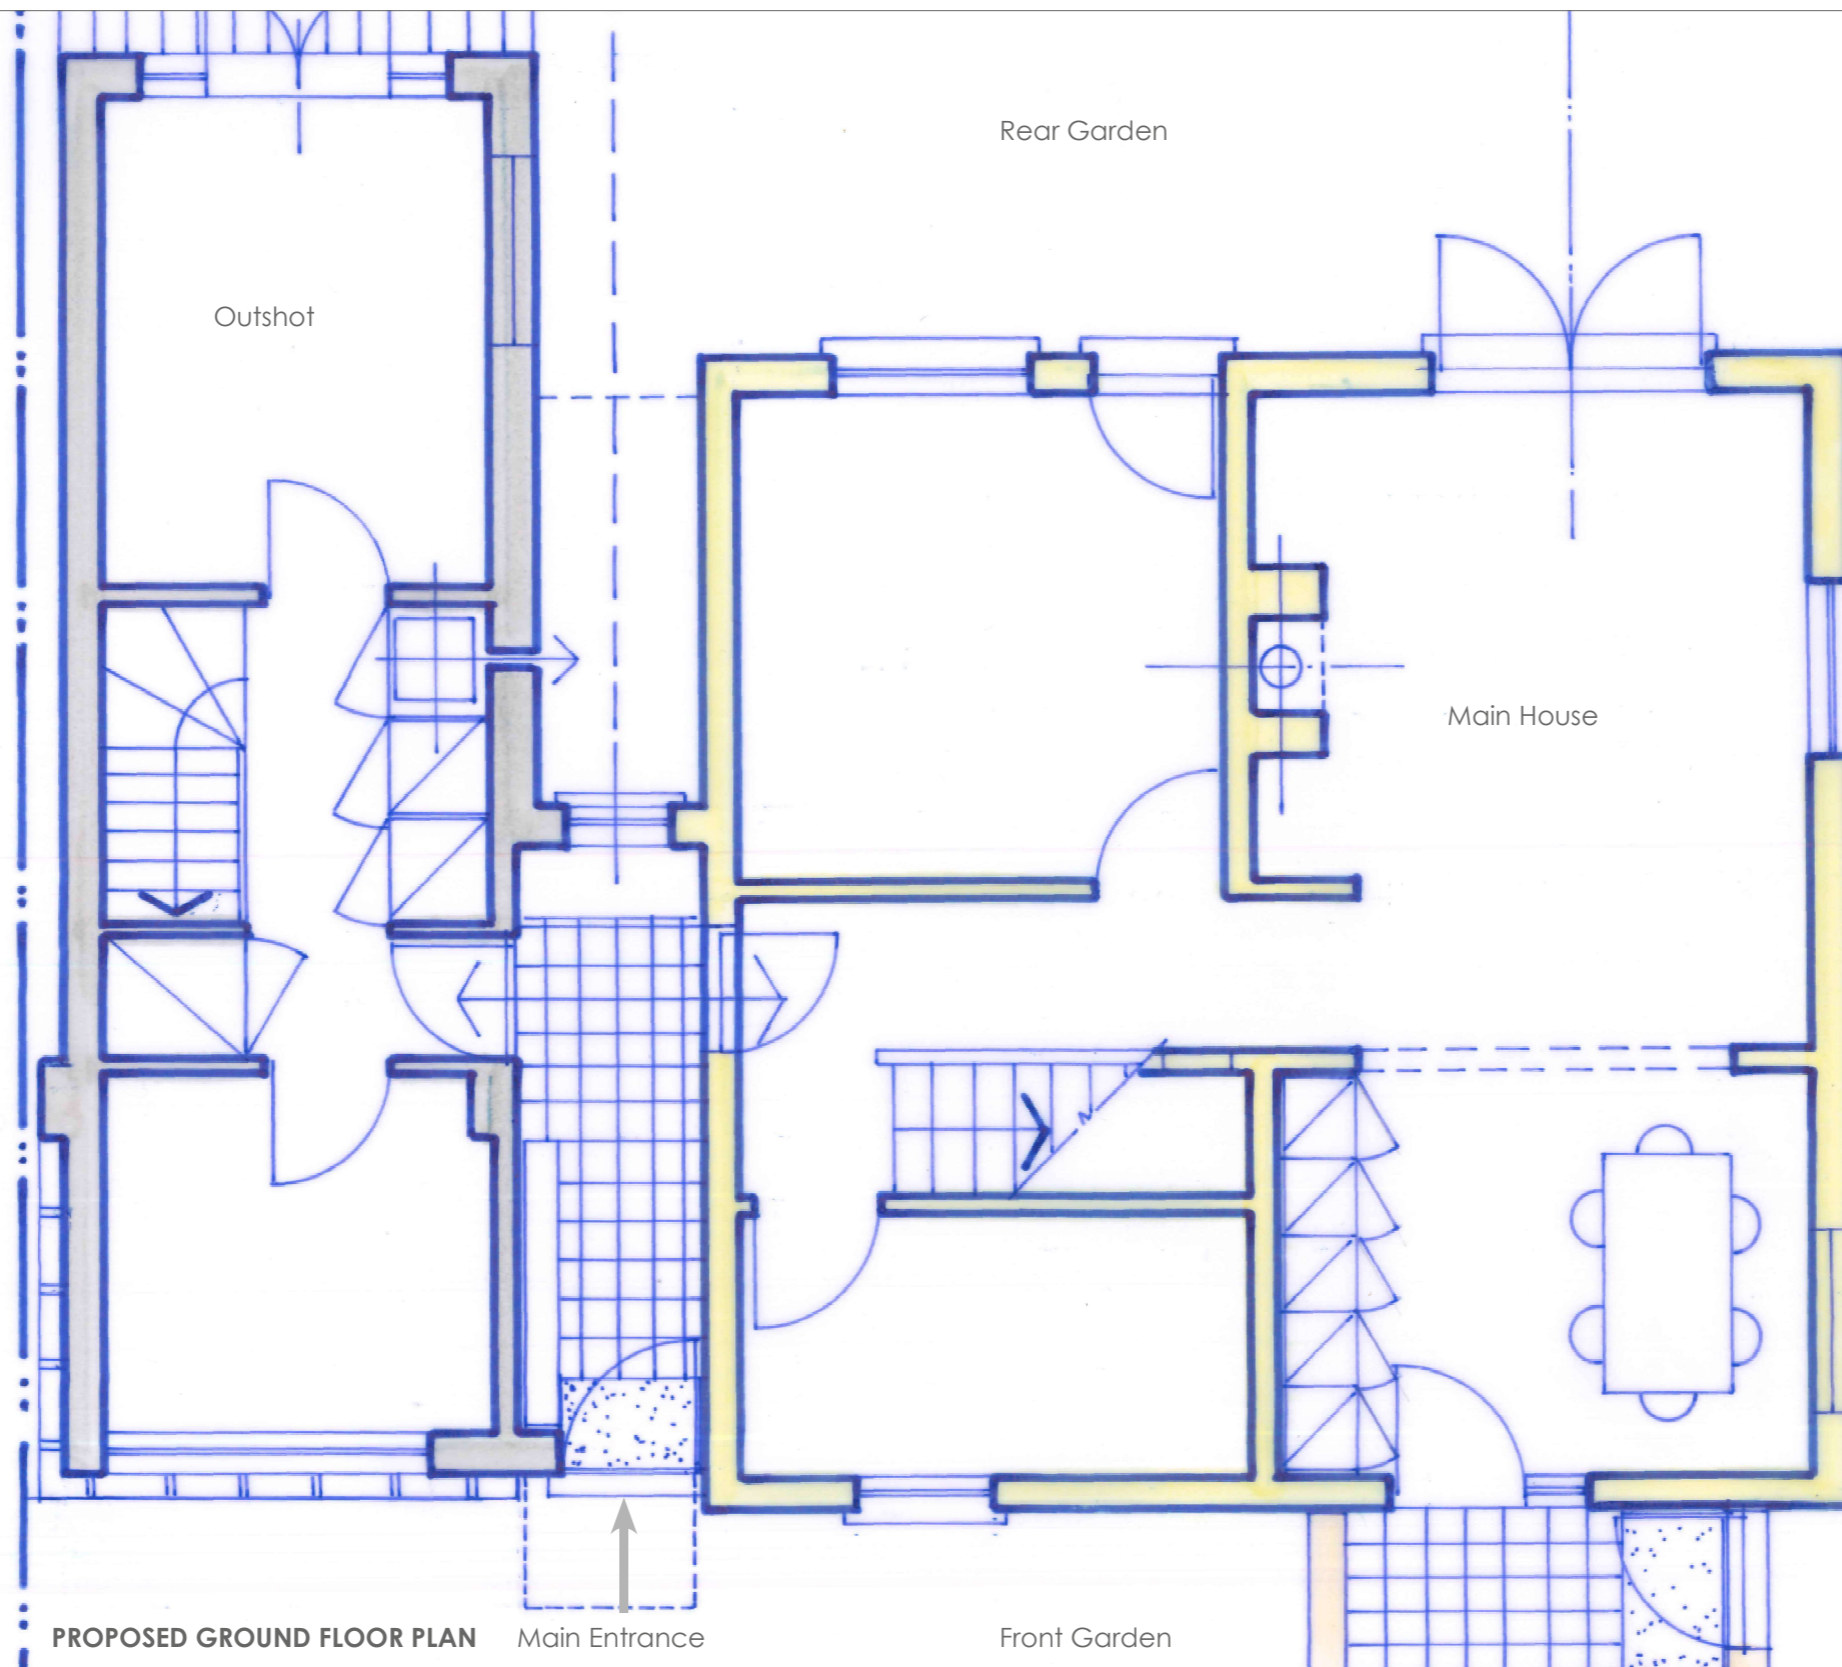 Rear Garden
Outshot
Main House
PROPOSED GROUND FLOOR PLAN
Main Entrance
Front Garden